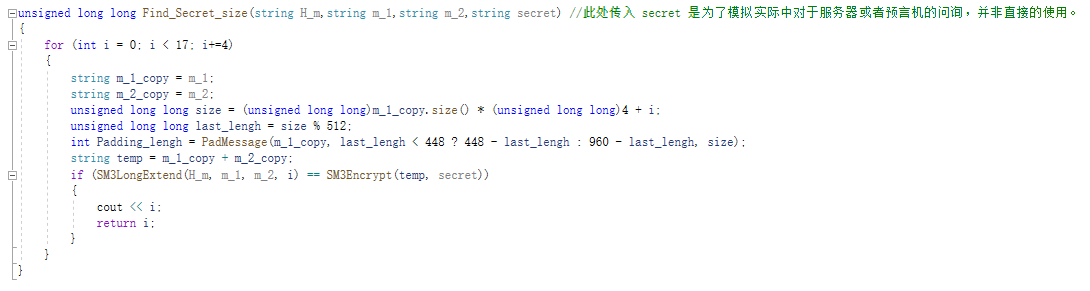 unsigned long long Find_Secret_size(string H_m,string m_1,string m_2,string secret) //此处传入 secret 是为了模拟实际中对于服务器或者预言机的问询，并非直接的使用。
{
    for (int i = 0; i < 17; i+=4)
    {
        string m_1_copy = m_1;
        string m_2_copy = m_2;
        unsigned long long size = (unsigned long long)m_1_copy.size() * (unsigned long long)4 + i;
        unsigned long long last_lengh = size % 512;
        int Padding_lengh = PadMessage(m_1_copy, last_lengh < 448 ? 448 - last_lengh : 960 - last_lengh, size);
        string temp = m_1_copy + m_2_copy;
        if (SM3LongExtend(H_m, m_1, m_2, i) == SM3Encrypt(temp, secret))
        {
            cout << i;
            return i;
        }
    }
}